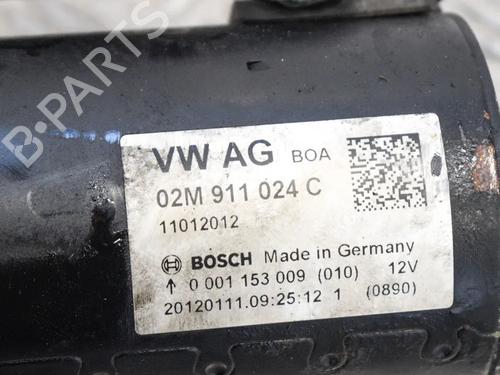 B-PARTS
VW AG BOA
02M 911 024 C
11012012
BOSCH Made in Germany
↑ 0 001 153 009 (010) 12V
20120111.09:25:12 1 (0890)